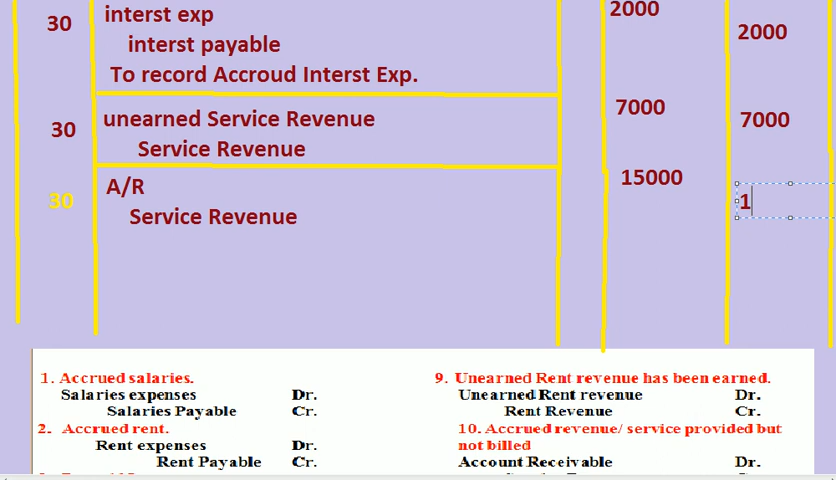 30 interst exp 2000
interst payable 2000
To record Accroud Interst Exp.
30 unearned Service Revenue 7000
Service Revenue 7000
30 A/R 15000
Service Revenue 1
1. Accrued salaries.
Salaries expenses Dr.
Salaries Payable Cr.
2. Accrued rent.
Rent expenses Dr.
Rent Payable Cr.
9. Unearned Rent revenue has been earned.
Unearned Rent revenue Dr.
Rent Revenue Cr.
10. Accrued revenue/ service provided but
not billed
Account Receivable Dr.